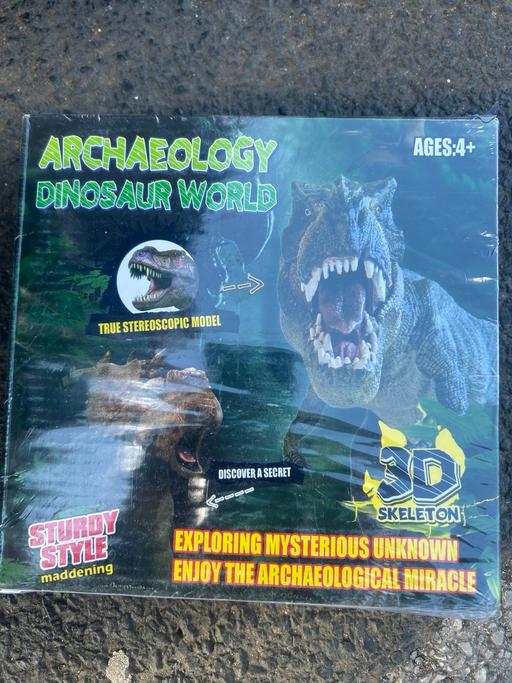 ARCHAEOLOGY
AGES:4+
DINOSAUR WORLD
TRUE STEREOSCOPIC MODEL
DISCOVER A SECRET
3D
SKELETON
STURDY
STYLE
maddening
EXPLORING MYSTERIOUS UNKNOWN
ENJOY THE ARCHAEOLOGICAL MIRACLE